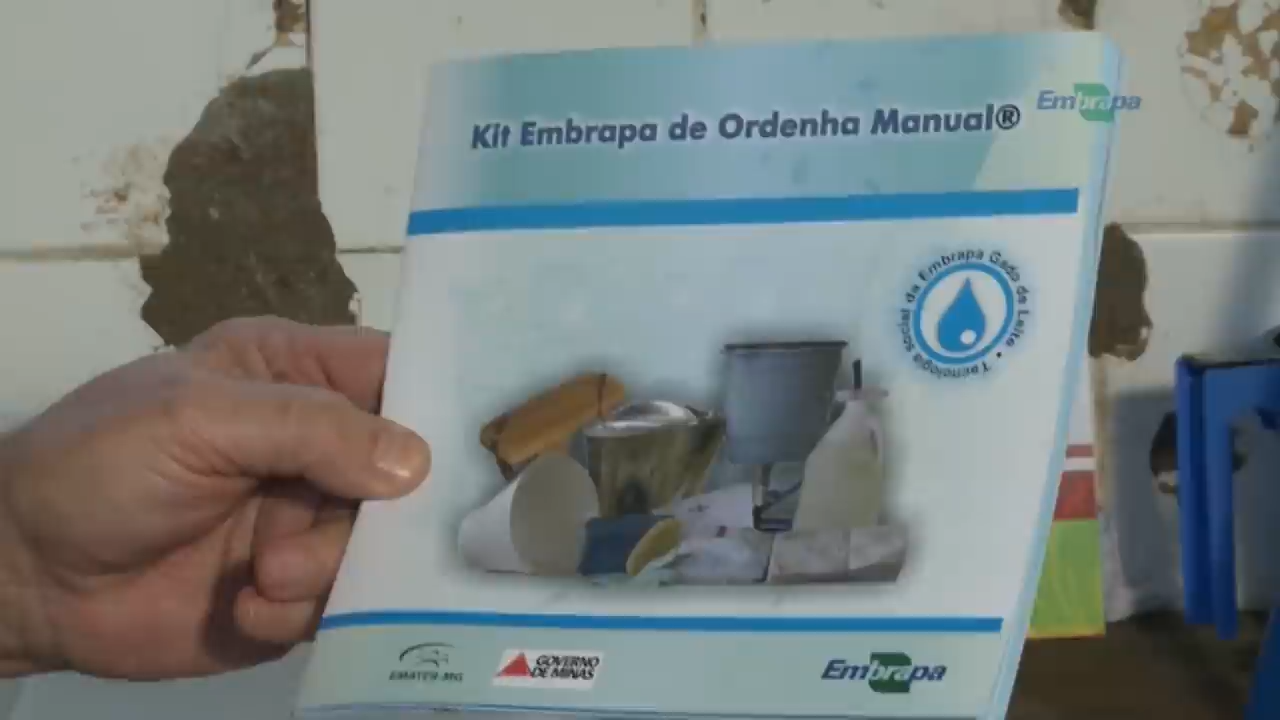 Kit Embrapa de Ordenha Manual®
Embrapa
Tecnologia social da Embrapa Gado de Leite •
EMATER-MG
GOVERNO
DE MINAS
Embrapa